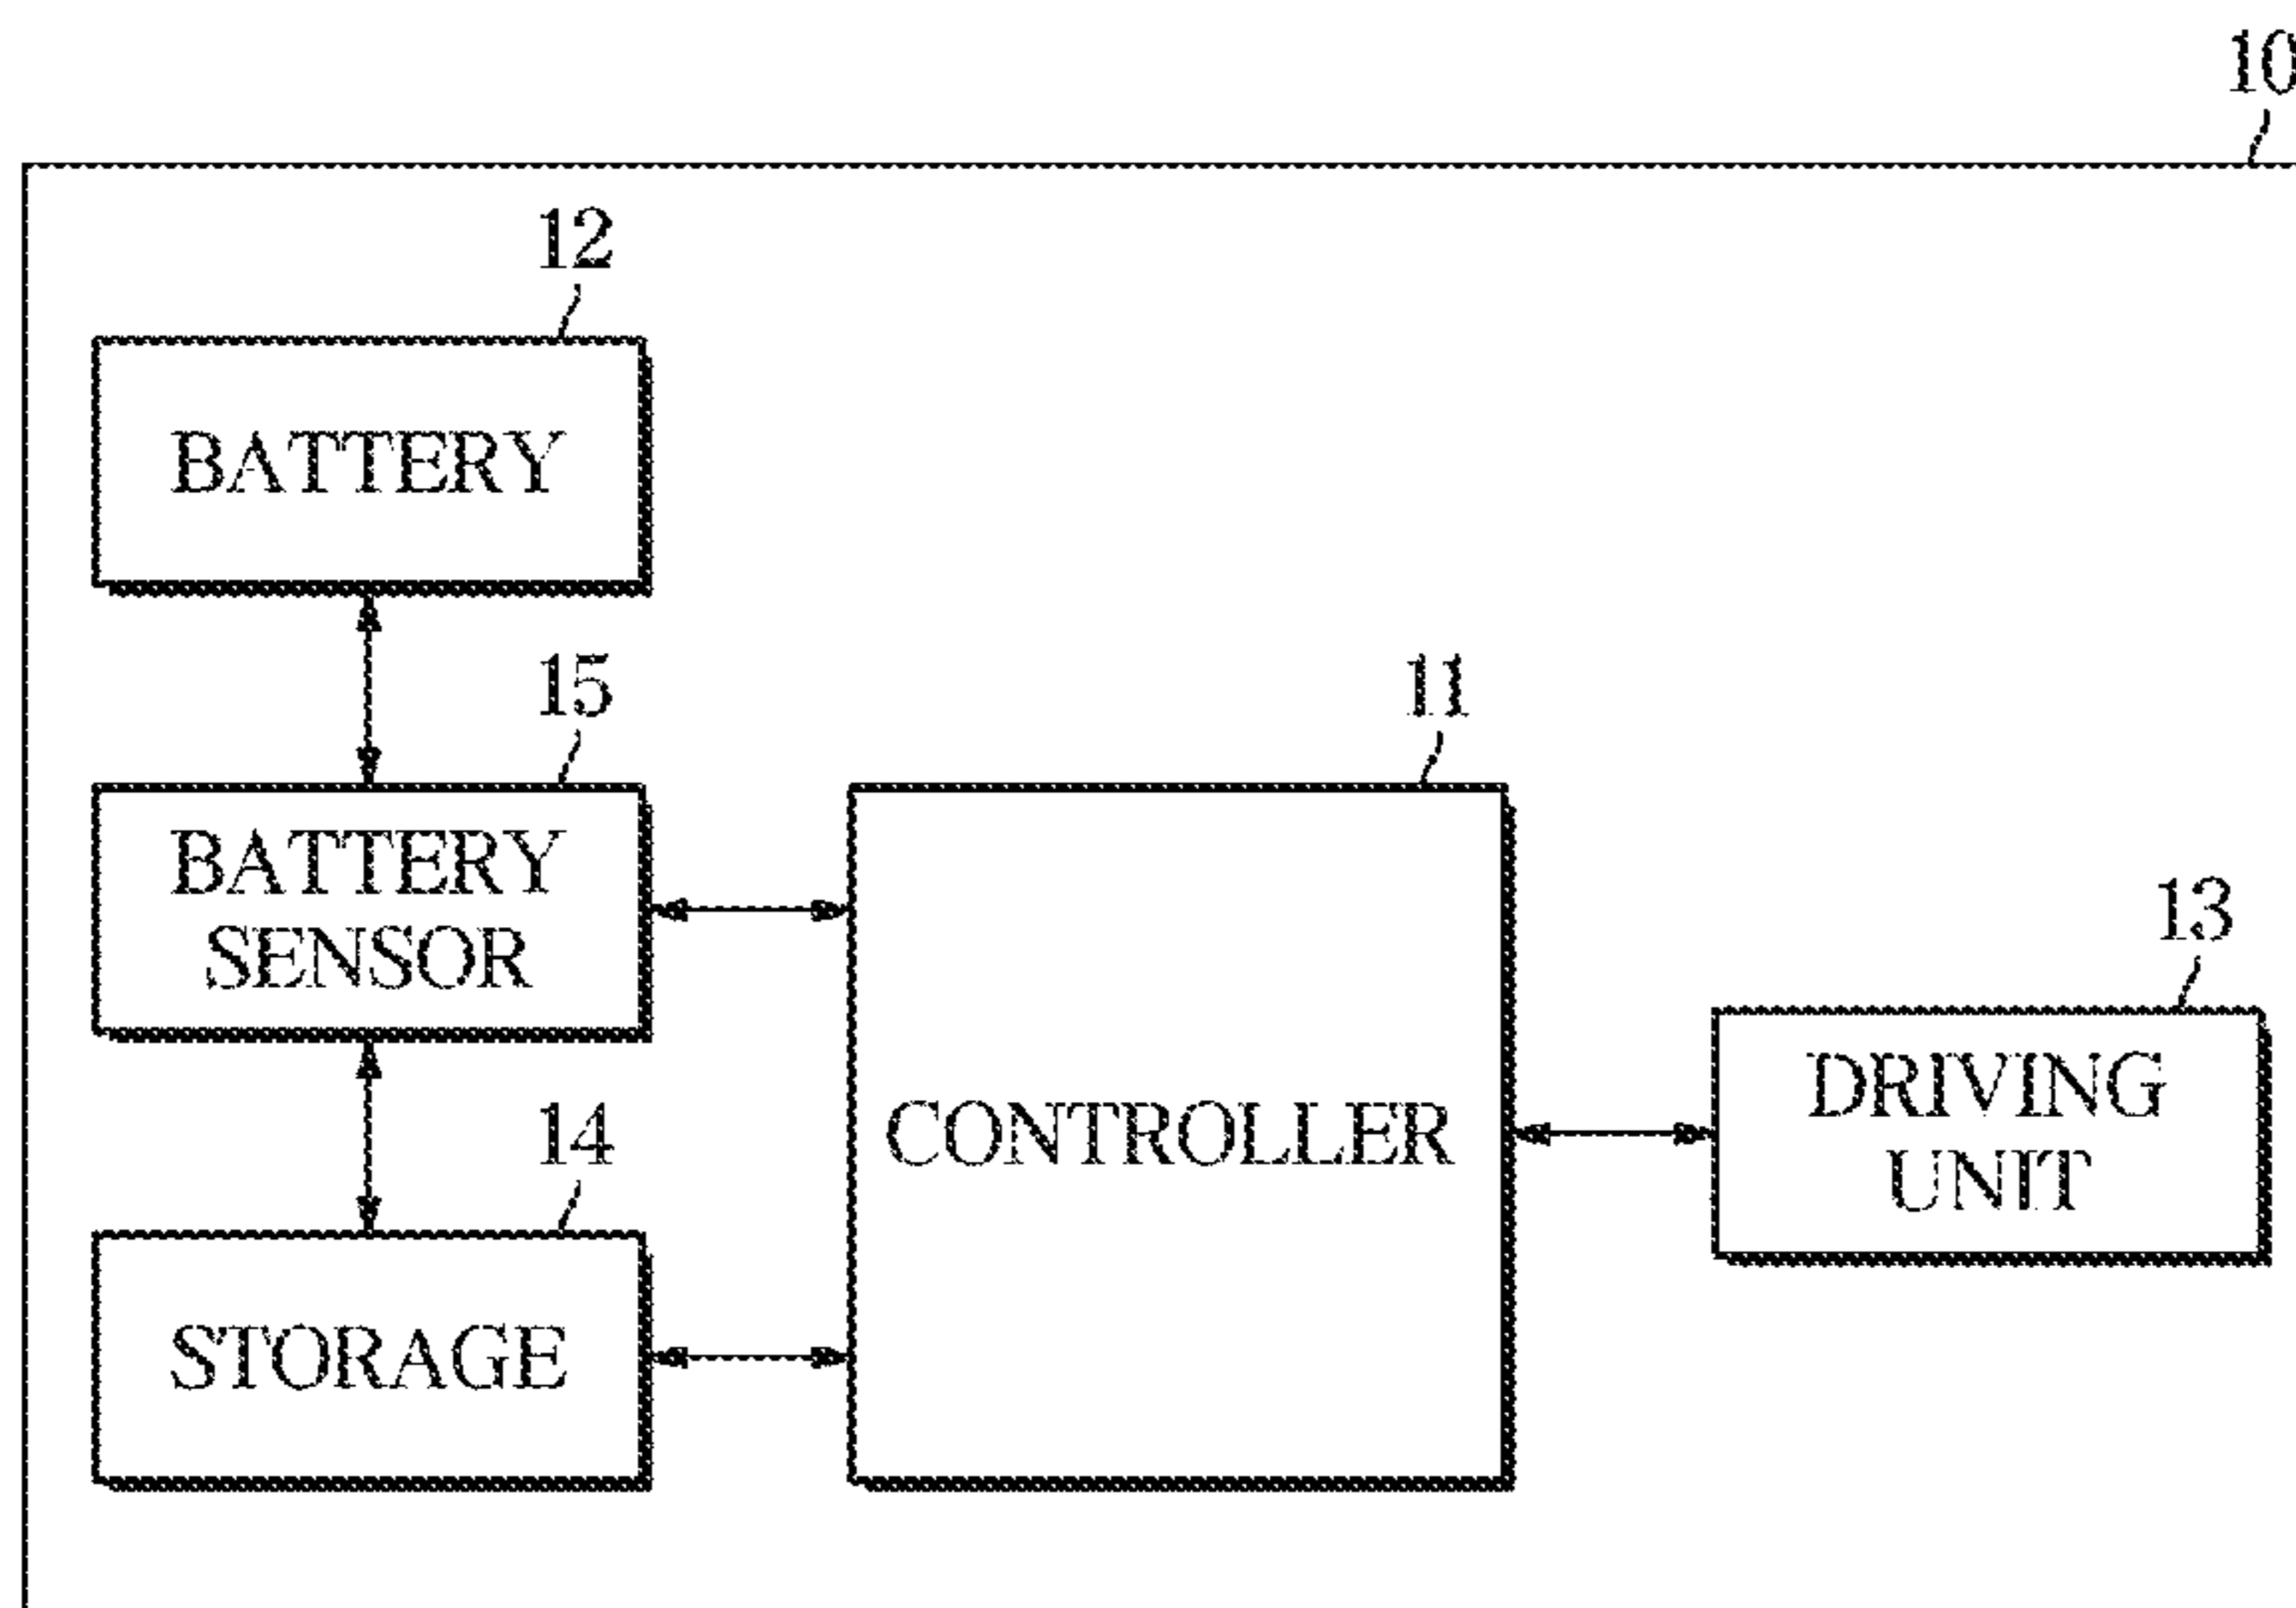 10
12
BATTERY
15
BATTERY
SENSOR
11
CONTROLLER
13
DRIVING
UNIT
14
STORAGE